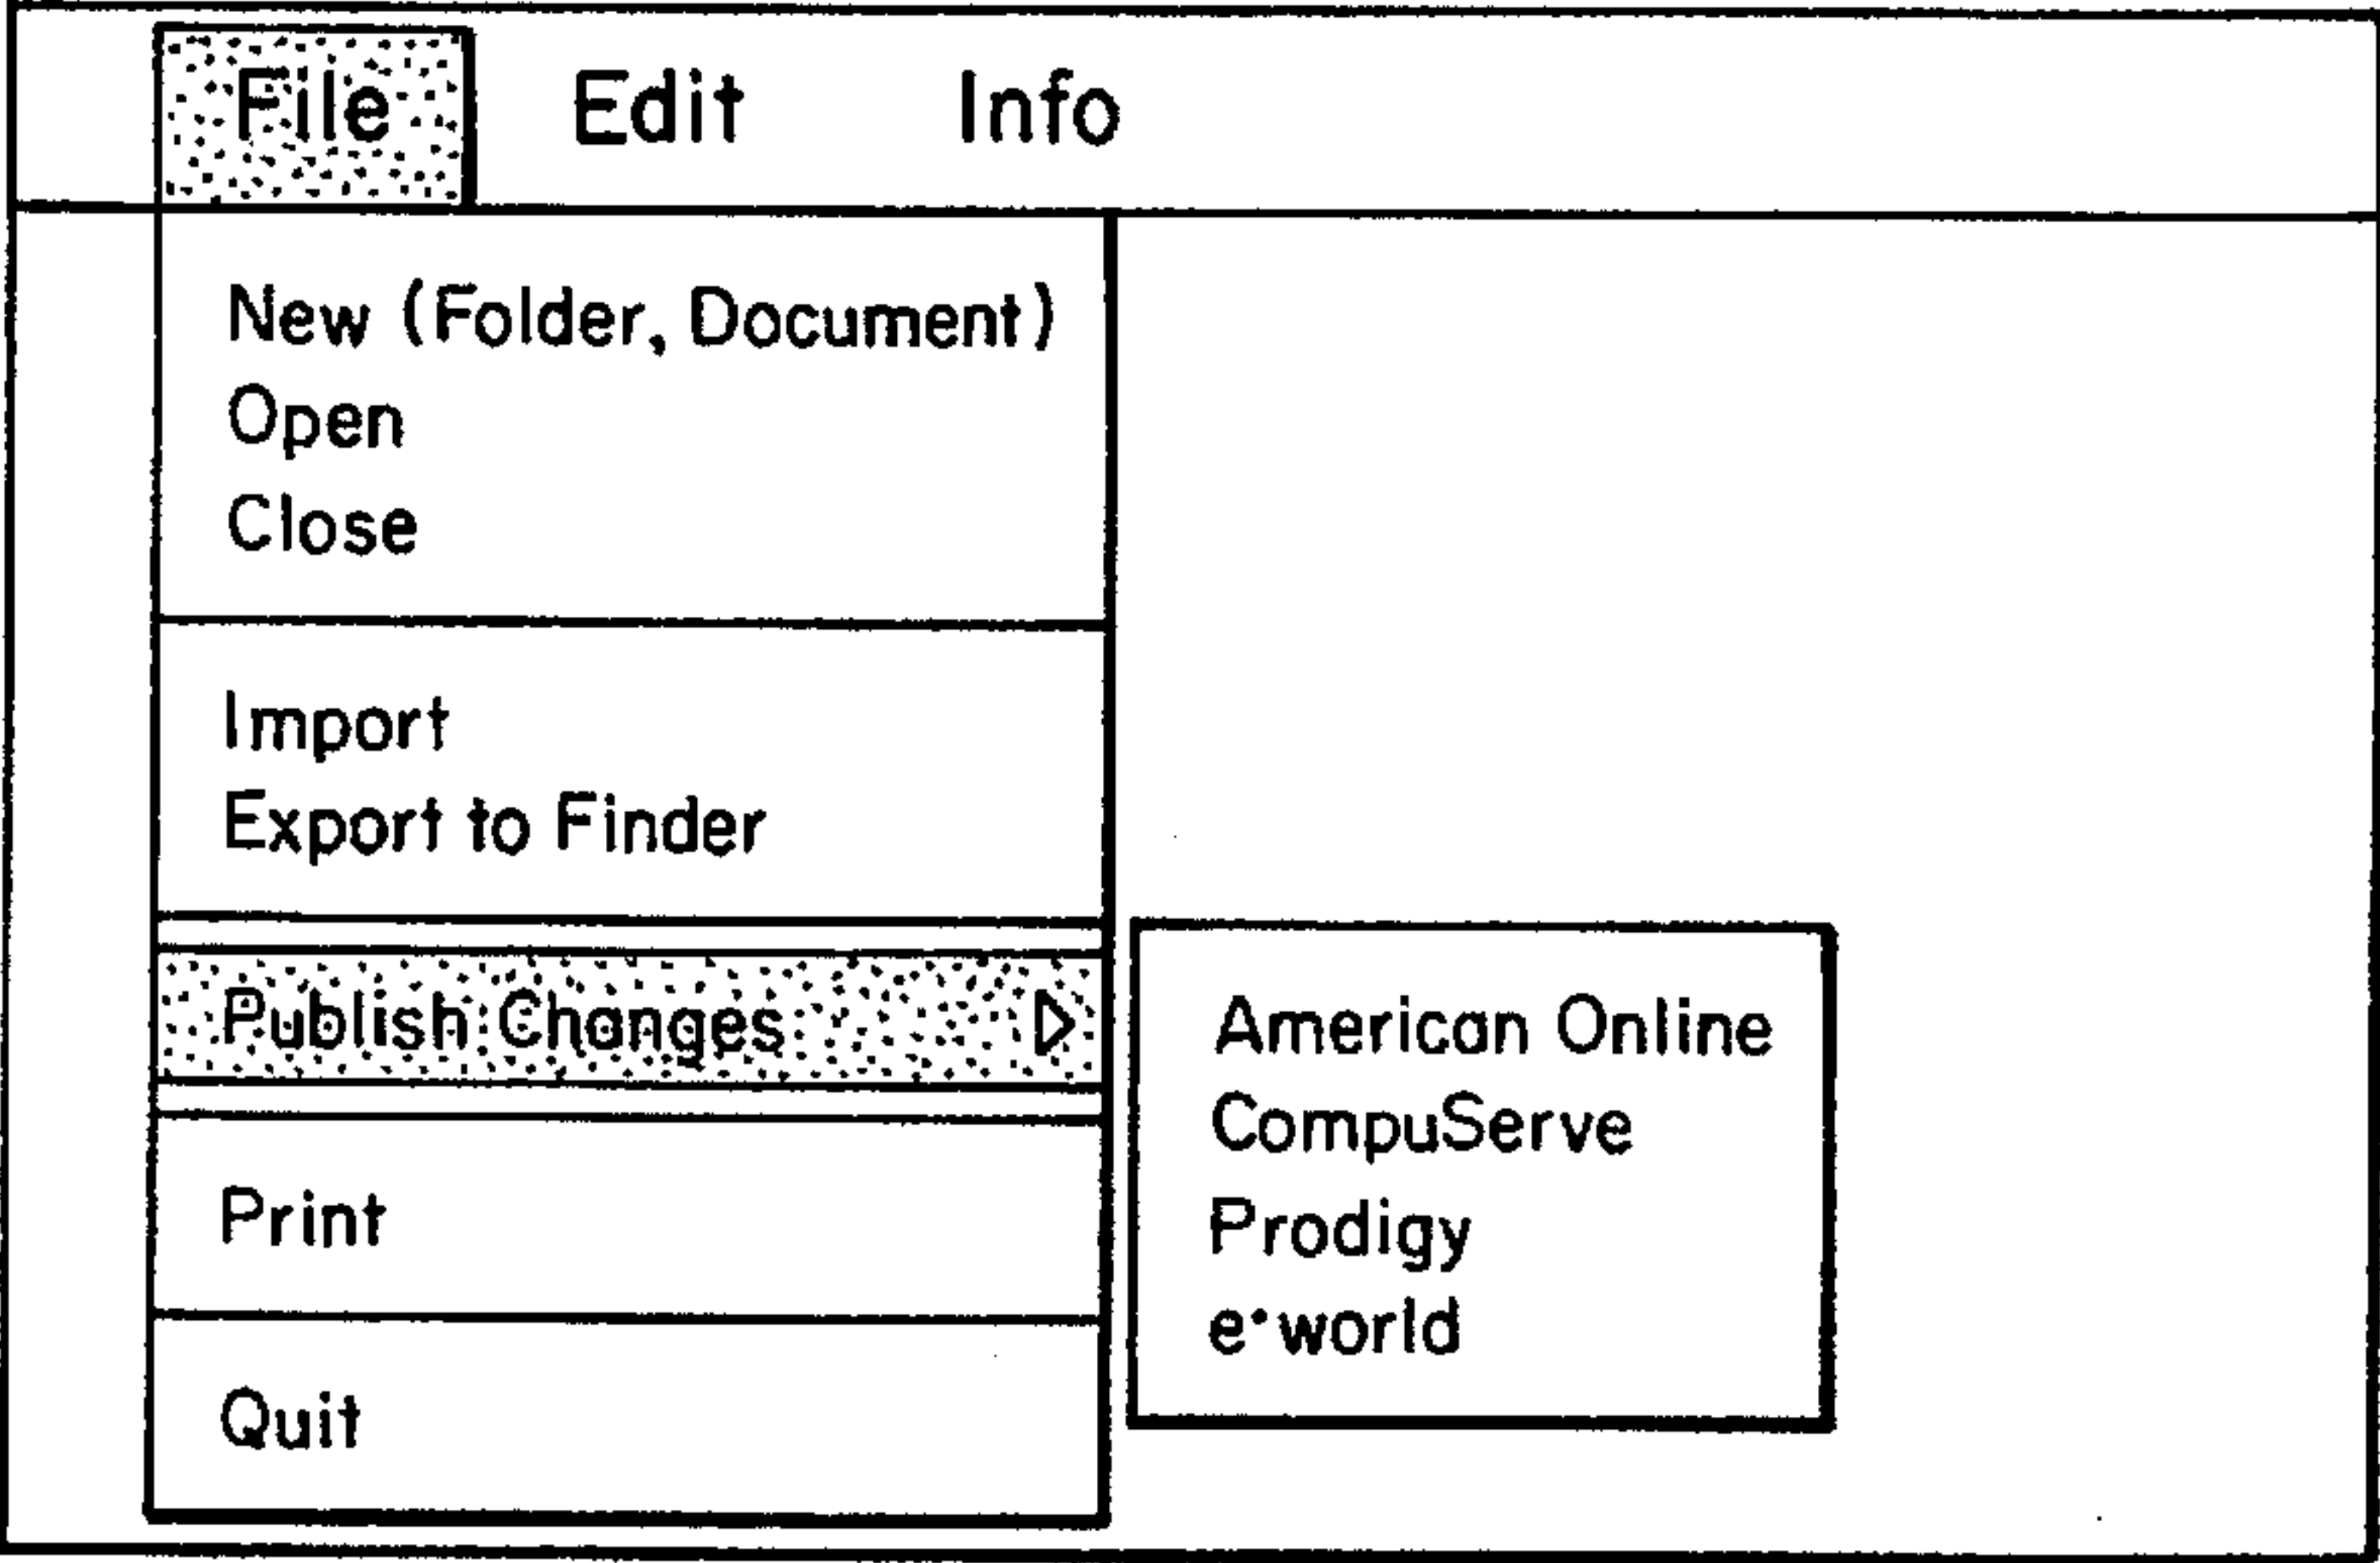 File Edit Info
New (Folder, Document)
Open
Close
Import
Export to Finder
Publish Changes
American Online
CompuServe
Prodigy
e•world
Print
Quit